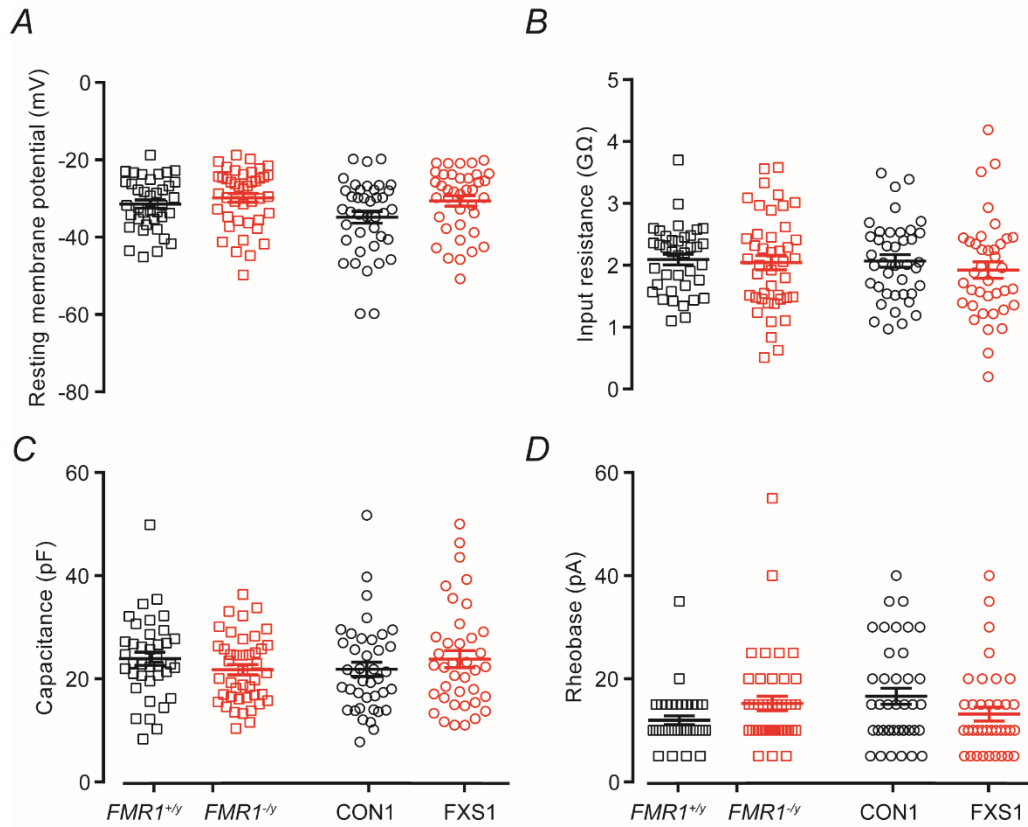 A
B
Resting membrane potential (mV)
0
-20
-40
-60
-80
Input resistance (GΩ)
5
4
3
2
1
0
C
D
Capacitance (pF)
60
40
20
0
Rheobase (pA)
60
40
20
0
FMR1+/y
FMR1-/y
CON1
FXS1
FMR1+/y
FMR1-/y
CON1
FXS1